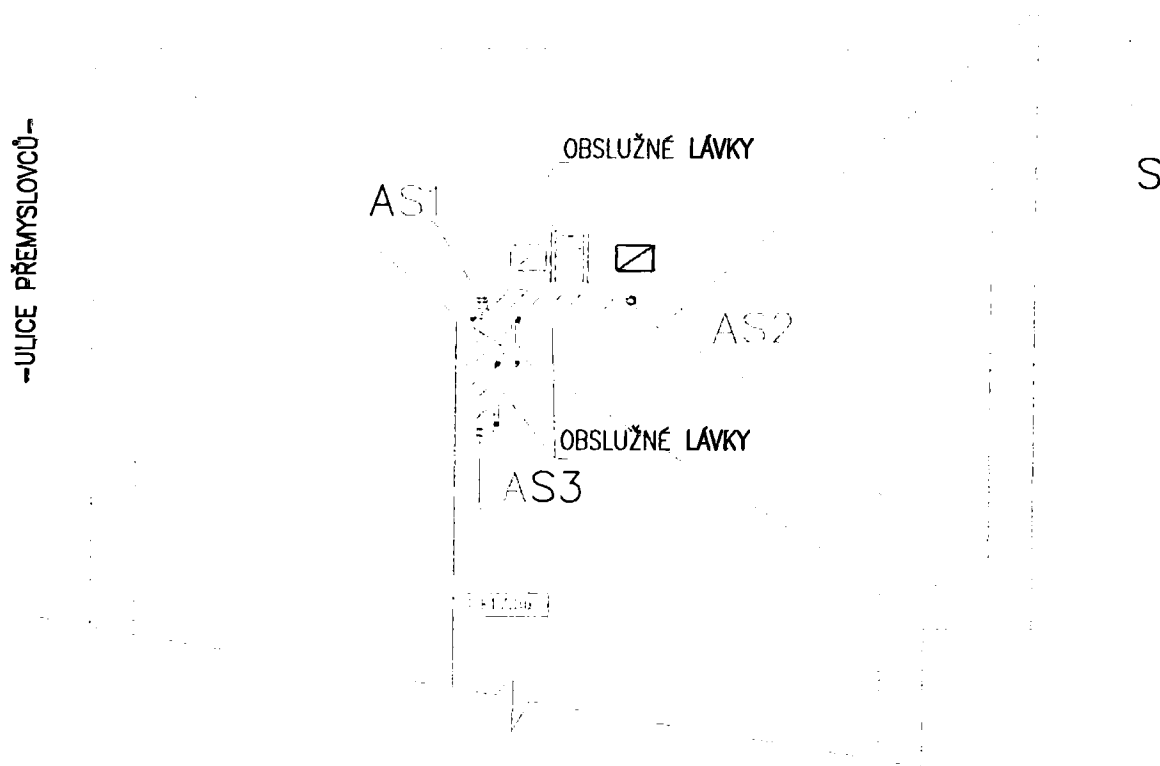 -ULICE PŘEMYSLOVCŮ-
OBSLUŽNÉ LÁVKY
S
AS1
AS2
OBSLUŽNÉ LÁVKY
AS3